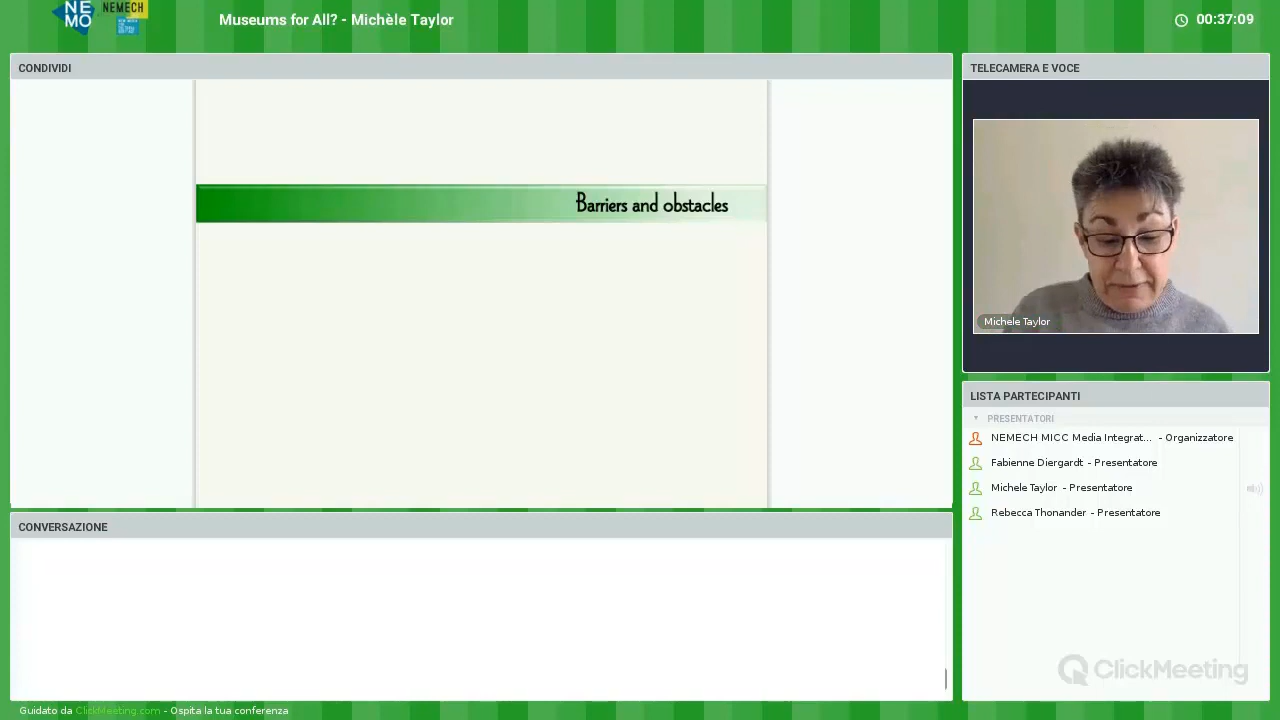 NE
MO
NEMECH
Museums for All? - Michèle Taylor
00:37:09
CONDIVIDI
Barriers and obstacles
TELECAMERA E VOCE
Michele Taylor
LISTA PARTECIPANTI
PRESENTATORI
NEMECH MICC Media Integrat... - Organizzatore
Fabienne Diergardt - Presentatore
Michele Taylor - Presentatore
Rebecca Thonander - Presentatore
CONVERSAZIONE
ClickMeeting
Guidato da ClickMeeting.com - Ospita la tua conferenza